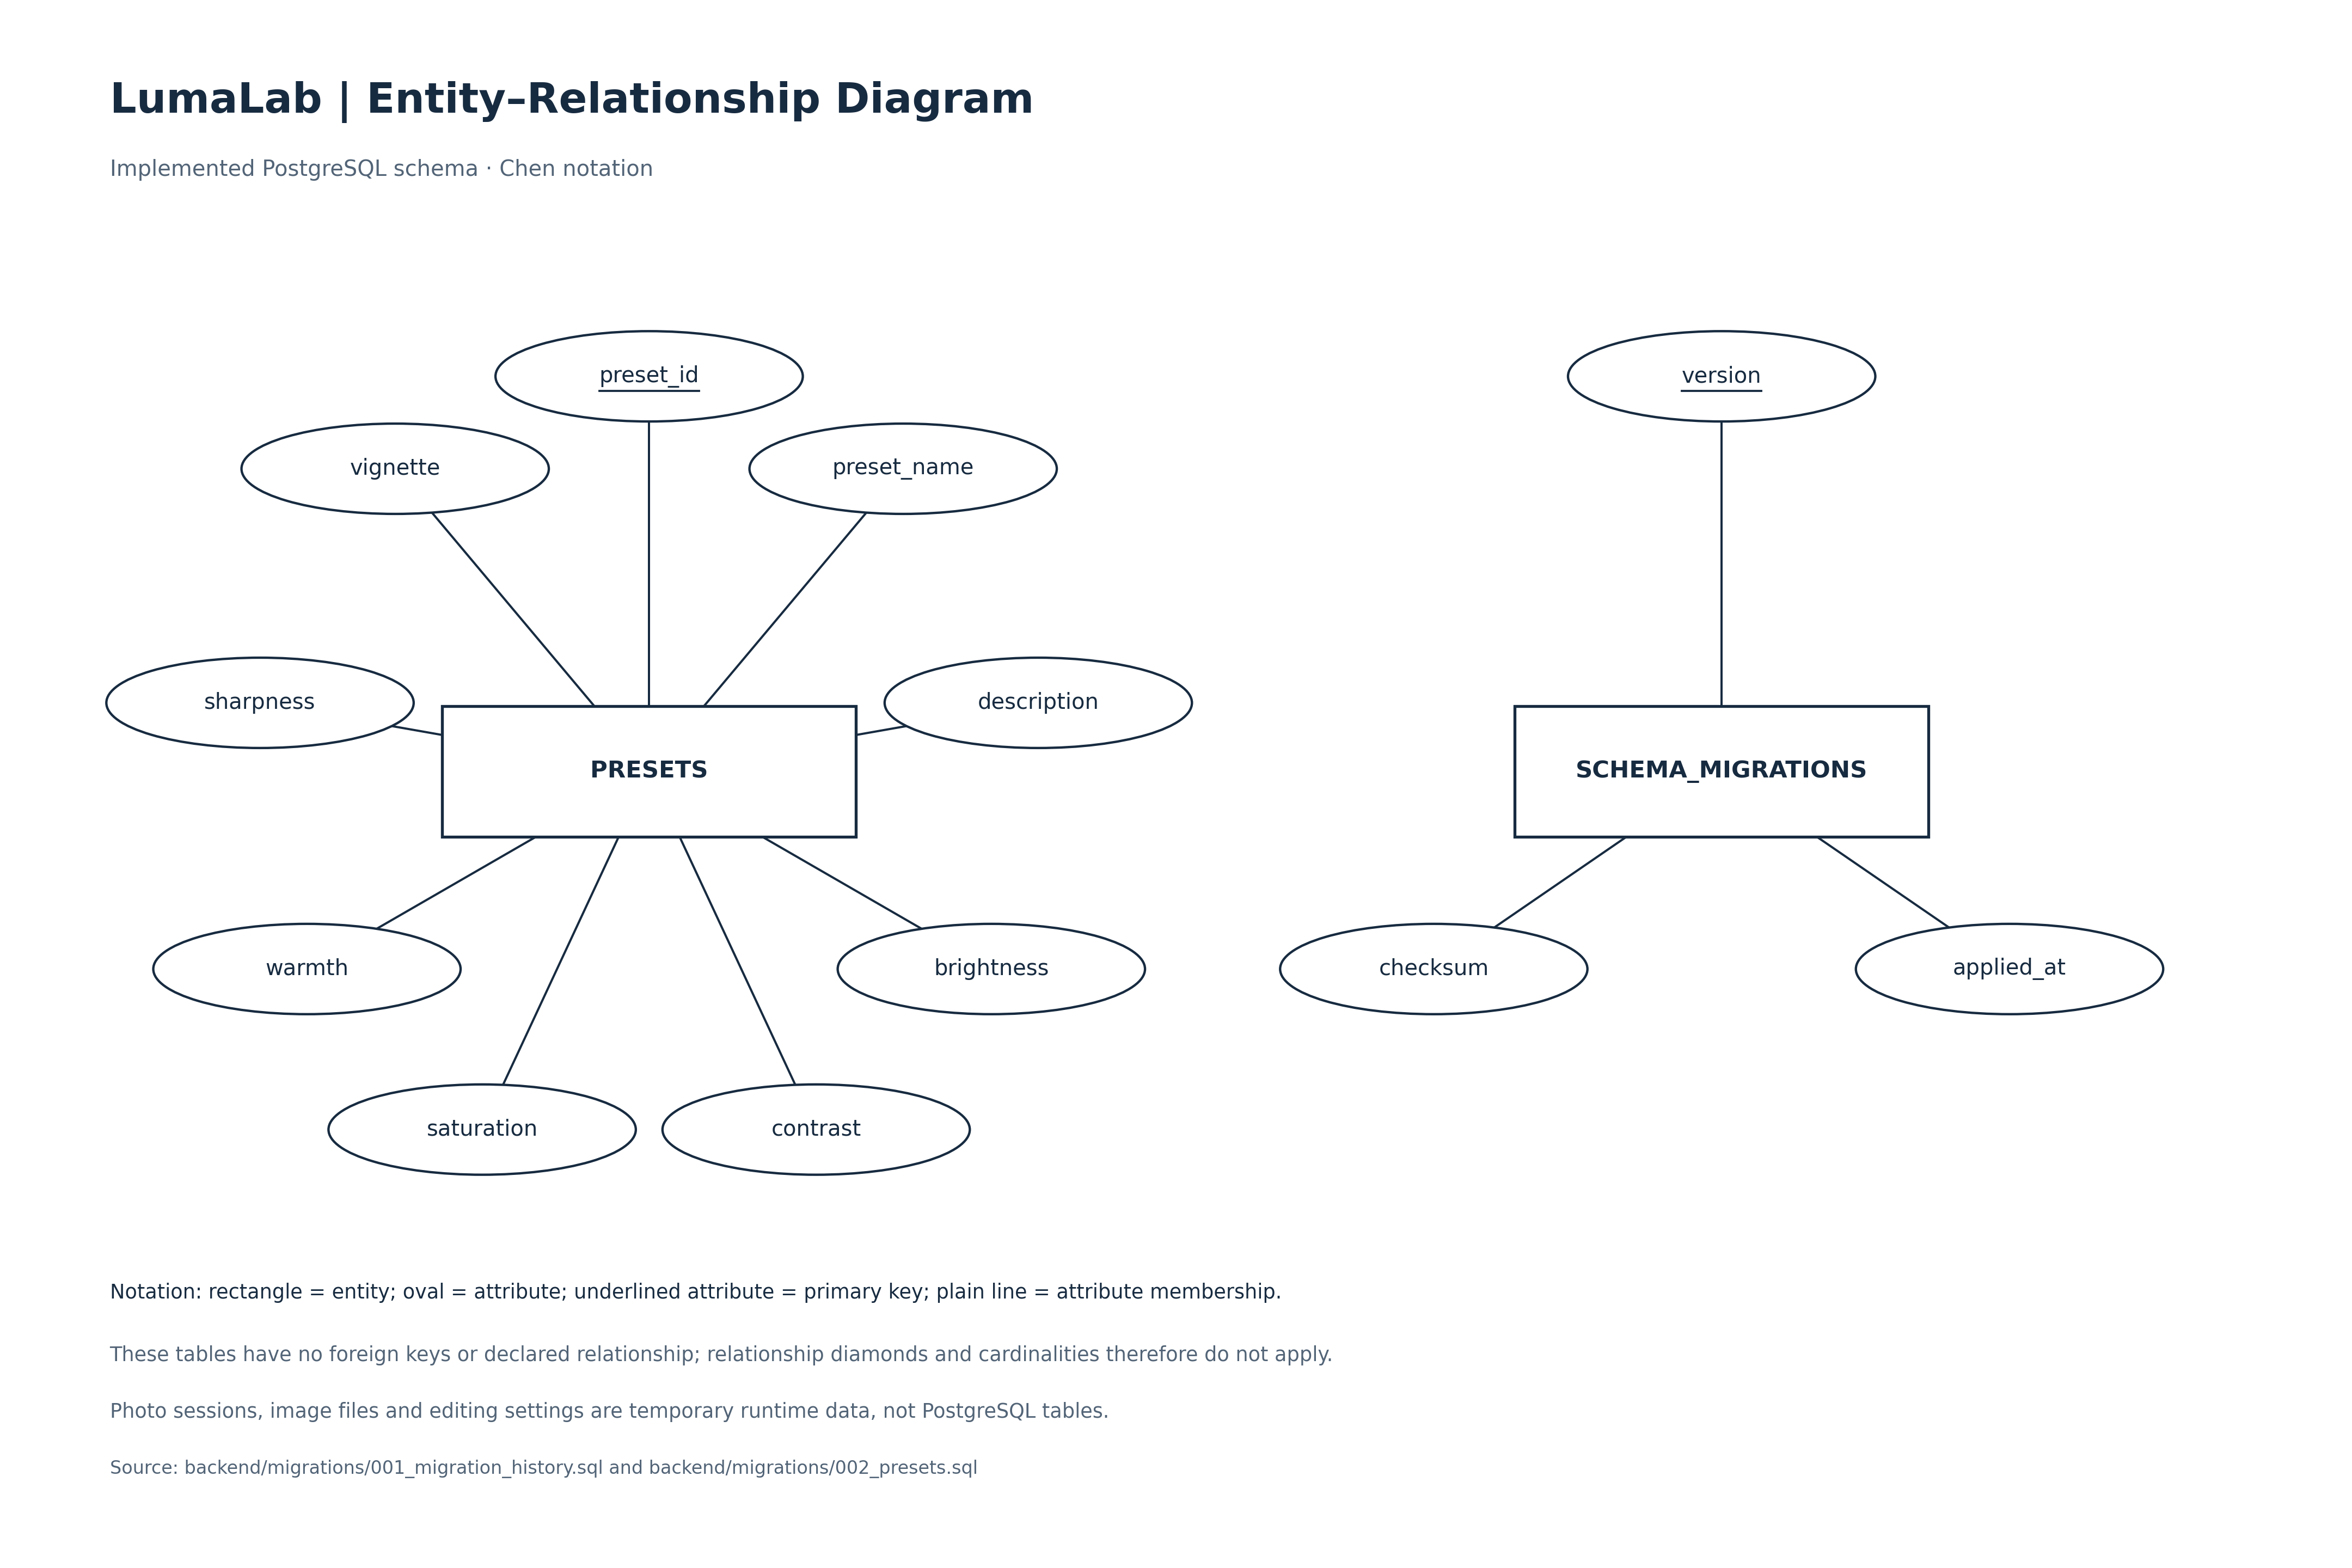 LumaLab | Entity–Relationship Diagram
Implemented PostgreSQL schema · Chen notation
preset_id
version
vignette
preset_name
sharpness
description
PRESETS
SCHEMA_MIGRATIONS
warmth
brightness
checksum
applied_at
saturation
contrast
Notation: rectangle = entity; oval = attribute; underlined attribute = primary key; plain line = attribute membership.
These tables have no foreign keys or declared relationship; relationship diamonds and cardinalities therefore do not apply.
Photo sessions, image files and editing settings are temporary runtime data, not PostgreSQL tables.
Source: backend/migrations/001_migration_history.sql and backend/migrations/002_presets.sql